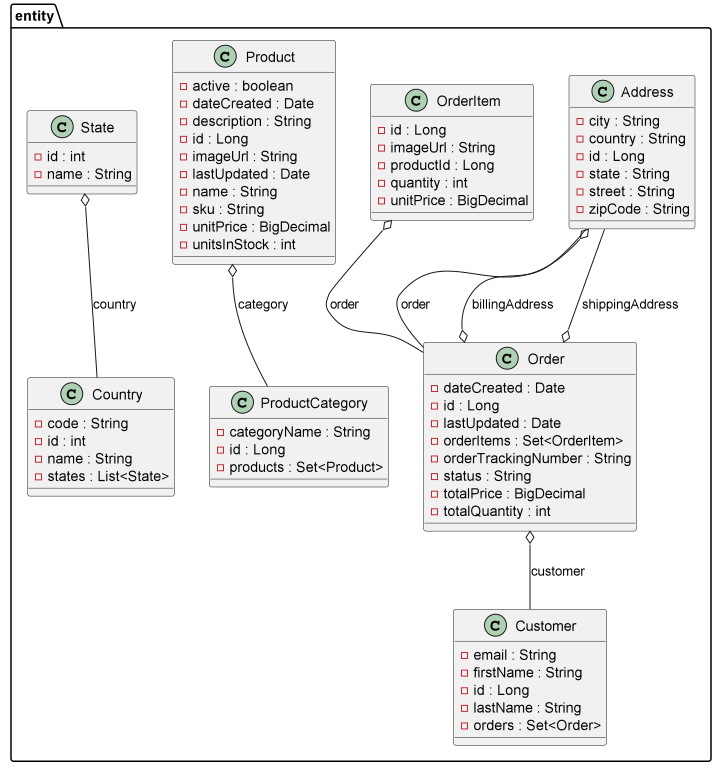 entity
C State
id : int
name : String
C Product
active : boolean
dateCreated : Date
description : String
id : Long
imageUrl : String
lastUpdated : Date
name : String
sku : String
unitPrice : BigDecimal
unitsInStock : int
C OrderItem
id : Long
imageUrl : String
productId : Long
quantity : int
unitPrice : BigDecimal
C Address
city : String
country : String
id : Long
state : String
street : String
zipCode : String
country
category
order
order
billingAddress
shippingAddress
C Country
code : String
id : int
name : String
states : List<State>
C ProductCategory
categoryName : String
id : Long
products : Set<Product>
C Order
dateCreated : Date
id : Long
lastUpdated : Date
orderItems : Set<OrderItem>
orderTrackingNumber : String
status : String
totalPrice : BigDecimal
totalQuantity : int
customer
C Customer
email : String
firstName : String
id : Long
lastName : String
orders : Set<Order>